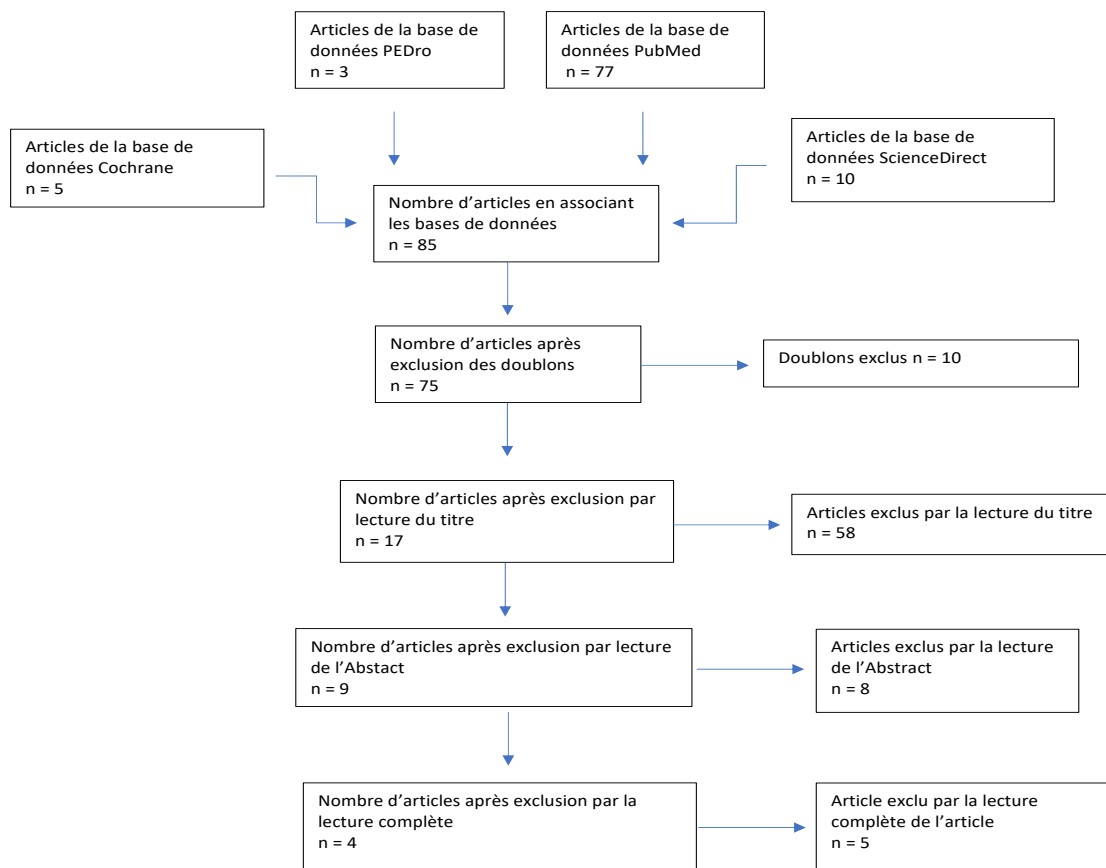 Articles de la base de
données PEDro
n = 3
Articles de la base de
données PubMed
n = 77
Articles de la base de
données Cochrane
n = 5
Articles de la base de
données ScienceDirect
n = 10
Nombre d’articles en associant
les bases de données
n = 85
Nombre d’articles après
exclusion des doublons
n = 75
Doublons exclus n = 10
Nombre d’articles après exclusion par
lecture du titre
n = 17
Articles exclus par la lecture du titre
n = 58
Nombre d’articles après exclusion par lecture
de l’Abstact
n = 9
Articles exclus par la lecture
de l’Abstract
n = 8
Nombre d’articles après exclusion par la
lecture complète
n = 4
Article exclu par la lecture
complète de l’article
n = 5